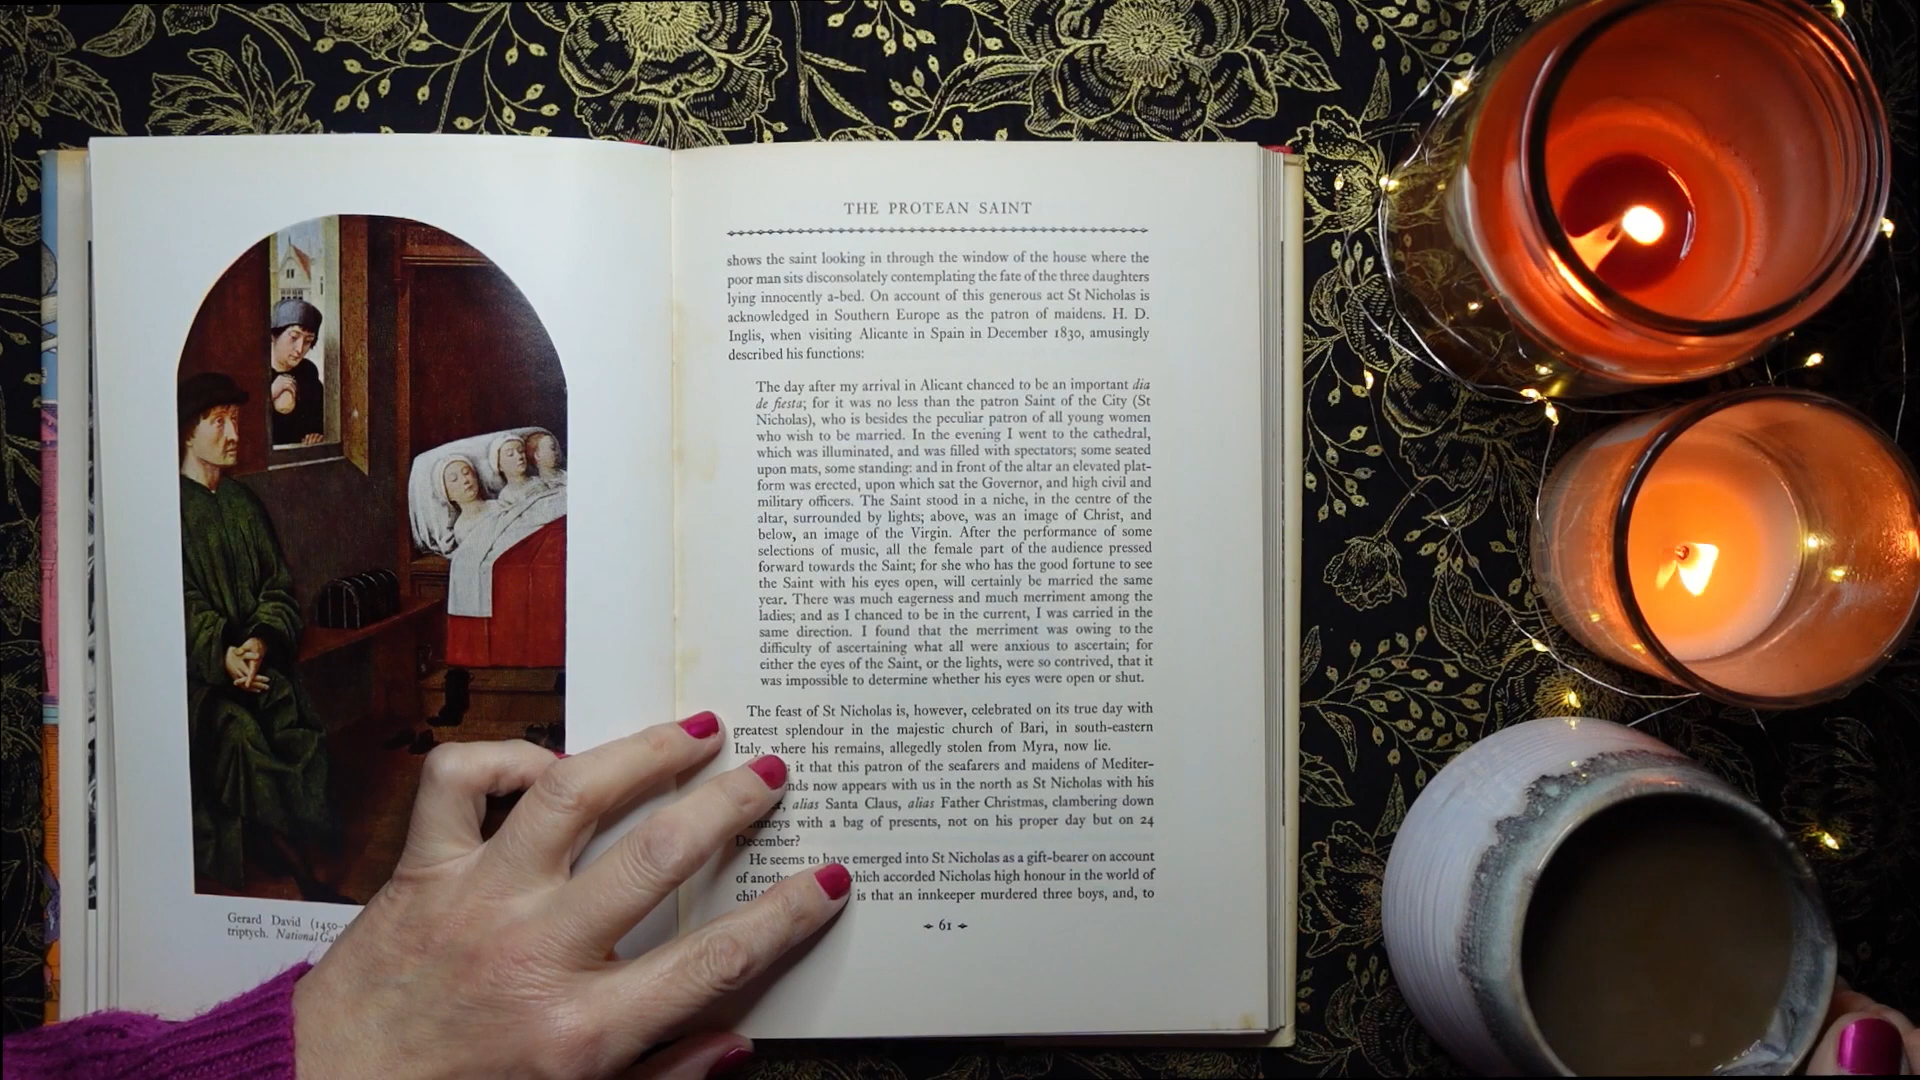 THE PROTEAN SAINT
shows the saint looking in through the window of the house where the
poor man sits disconsolately contemplating the fate of the three daughters
lying innocently a-bed. On account of this generous act St Nicholas is
acknowledged in Southern Europe as the patron of maidens. H. D.
Inglis, when visiting Alicante in Spain in December 1830, amusingly
described his functions:
The day after my arrival in Alicant chanced to be an important dia
de fiesta; for it was no less than the patron Saint of the City (St
Nicholas), who is besides the peculiar patron of all young women
who wish to be married. In the evening I went to the cathedral,
which was illuminated, and was filled with spectators; some seated
upon mats, some standing: and in front of the altar an elevated plat-
form was erected, upon which sat the Governor, and high civil and
military officers. The Saint stood in a niche, in the centre of the
altar, surrounded by lights; above, was an image of Christ, and
below, an image of the Virgin. After the performance of some
selections of music, all the female part of the audience pressed
forward towards the Saint; for she who has the good fortune to see
the Saint with his eyes open, will certainly be married the same
year. There was much eagerness and much merriment among the
ladies; and as I chanced to be in the current, I was carried in the
same direction. I found that the merriment was owing to the
difficulty of ascertaining what all were anxious to ascertain; for
either the eyes of the Saint, or the lights, were so contrived, that it
was impossible to determine whether his eyes were open or shut.
The feast of St Nicholas is, however, celebrated on its true day with
greatest splendour in the majestic church of Bari, in south-eastern
Italy, where his remains, allegedly stolen from Myra, now lie.
it that this patron of the seafarers and maidens of Mediter-
now appears with us in the north as St Nicholas with his
alias Santa Claus, alias Father Christmas, clambering down
with a bag of presents, not on his proper day but on 24
December?
He seems to have emerged into St Nicholas as a gift-bearer on account
of which accorded Nicholas high honour in the world of
is that an innkeeper murdered three boys, and, to
61
Gerard David (1450-
triptych. National